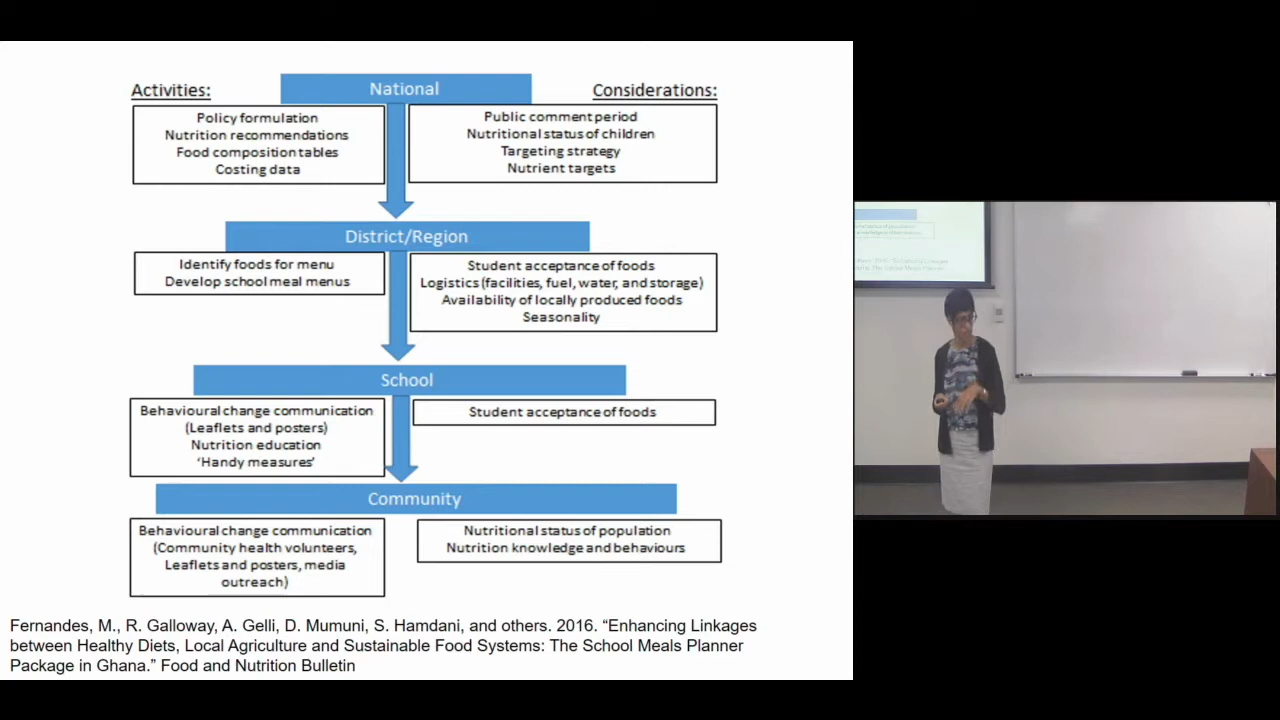 Activities:
National
Considerations:
Policy formulation
Nutrition recommendations
Food composition tables
Costing data
Public comment period
Nutritional status of children
Targeting strategy
Nutrient targets
District/Region
Identify foods for menu
Develop school meal menus
Student acceptance of foods
Logistics (facilities, fuel, water, and storage)
Availability of locally produced foods
Seasonality
School
Behavioural change communication
(Leaflets and posters)
Nutrition education
'Handy measures'
Student acceptance of foods
Community
Behavioural change communication
(Community health volunteers,
Leaflets and posters, media
outreach)
Nutritional status of population
Nutrition knowledge and behaviours
Fernandes, M., R. Galloway, A. Gelli, D. Mumuni, S. Hamdani, and others. 2016. “Enhancing Linkages
between Healthy Diets, Local Agriculture and Sustainable Food Systems: The School Meals Planner
Package in Ghana.” Food and Nutrition Bulletin